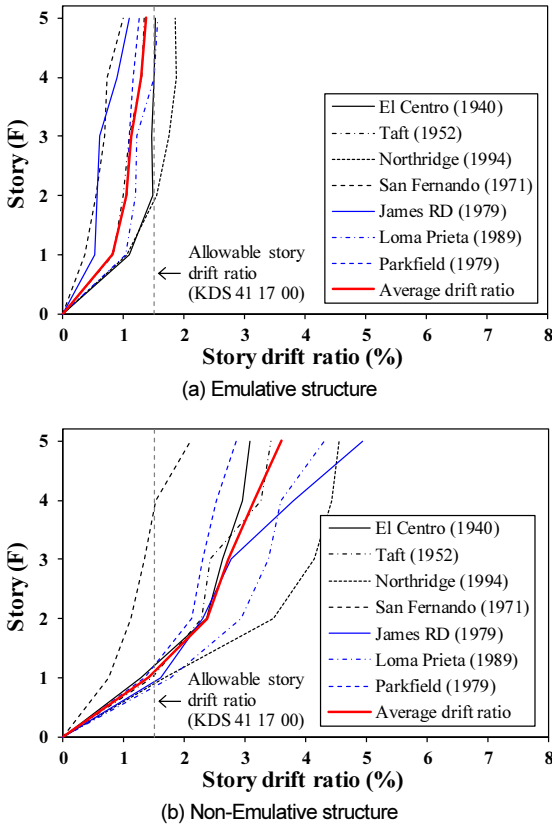 5
4
3
2
1
0
Story (F)
El Centro (1940)
Taft (1952)
Northridge (1994)
San Fernando (1971)
James RD (1979)
Loma Prieta (1989)
Parkfield (1979)
Average drift ratio
Allowable story
drift ratio
(KDS 41 17 00)
0 1 2 3 4 5 6 7 8
Story drift ratio (%)
(a) Emulative structure
5
4
3
2
1
0
Story (F)
El Centro (1940)
Taft (1952)
Northridge (1994)
San Fernando (1971)
James RD (1979)
Loma Prieta (1989)
Parkfield (1979)
Average drift ratio
Allowable story
drift ratio
(KDS 41 17 00)
0 1 2 3 4 5 6 7 8
Story drift ratio (%)
(b) Non-Emulative structure